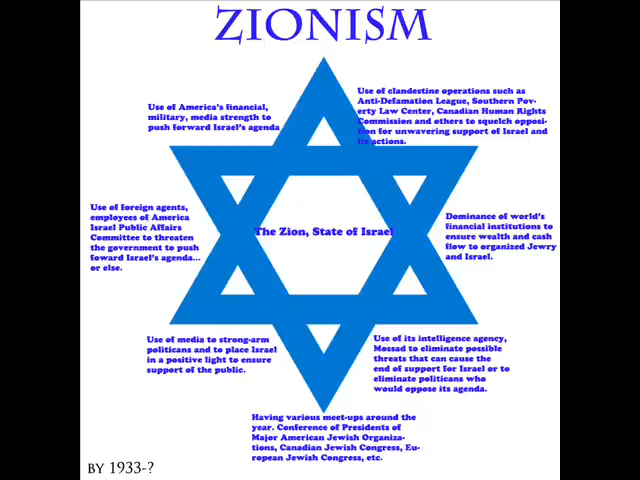 ZIONISM
Use of America's financial,
military, media strength to
push forward Israel's agenda
Use of clandestine operations such as
Anti-Defamation League, Southern Pov-
erty Law Center, Canadian Human Rights
Commission and others to squelch opposi-
tion for unwavering support of Israel and
its actions.
Use of foreign agents,
employees of America
Israel Public Affairs
Committee to threaten
the government to push
foward Israel's agenda...
or else.
The Zion, State of Israel
Dominance of world's
financial institutions to
ensure wealth and cash
flow to organized Jewry
and Israel.
Use of media to strong-arm
politicans and to place Israel
in a positive light to ensure
support of the public.
Use of its intelligence agency,
Mossad to eliminate possible
threats that can cause the
end of support for Israel or to
eliminate politicans who
would oppose its agenda.
Having various meet-ups around the
year. Conference of Presidents of
Major American Jewish Organiza-
tions, Canadian Jewish Congress, Eu-
ropean Jewish Congress, etc.
BY 1933-?